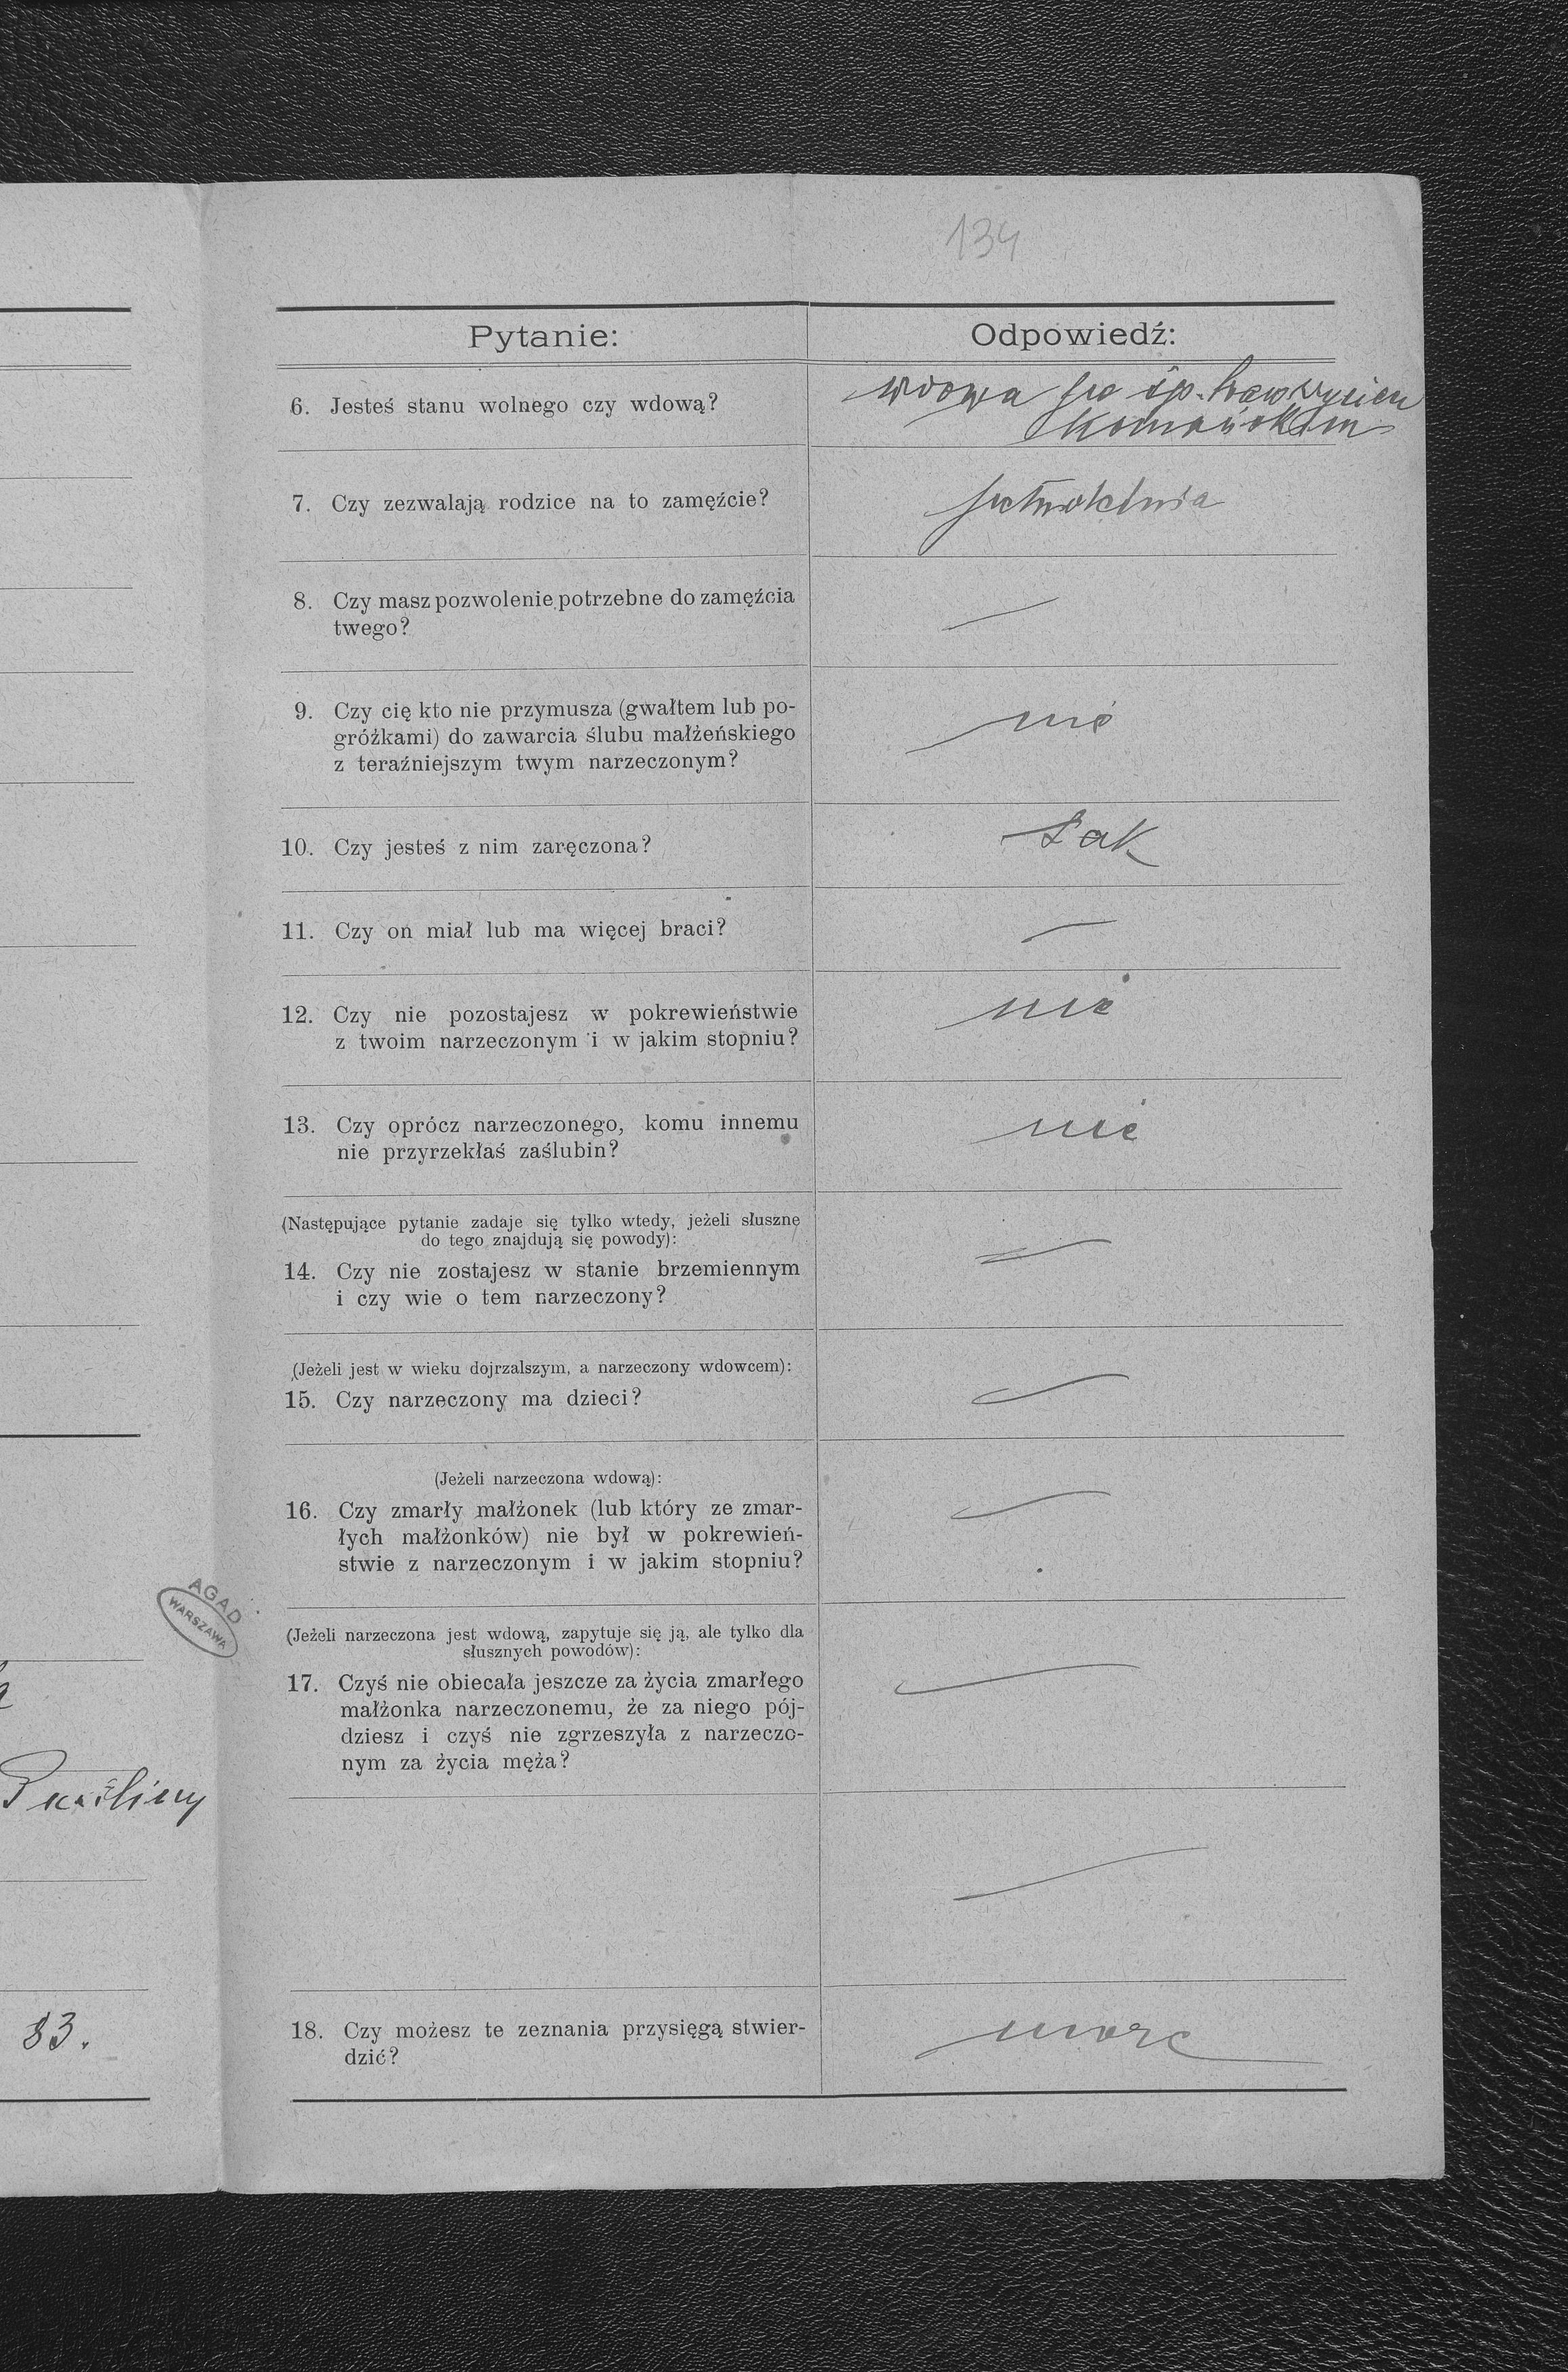 134
Pytanie:
Odpowiedź:
6. Jesteś stanu wolnego czy wdową?
wdowa po śp. Wawrzyńcu
7. Czy zezwalają rodzice na to zamęźcie?
pełnoletnia
8. Czy masz pozwolenie potrzebne do zamęźcia
twego?
—
9. Czy cię kto nie przymusza (gwałtem lub po-
gróżkami) do zawarcia ślubu małżeńskiego
z teraźniejszym twym narzeczonym?
nie
10. Czy jesteś z nim zaręczona?
tak
11. Czy on miał lub ma więcej braci?
—
12. Czy nie pozostajesz w pokrewieństwie
z twoim narzeczonym i w jakim stopniu?
nie
13. Czy oprócz narzeczonego, komu innemu
nie przyrzekłaś zaślubin?
nie
(Następujące pytanie zadaje się tylko wtedy, jeżeli słuszne
do tego znajdują się powody):
14. Czy nie zostajesz w stanie brzemiennym
i czy wie o tem narzeczony?
—
(Jeżeli jest w wieku dojrzalszym, a narzeczony wdowcem):
15. Czy narzeczony ma dzieci?
—
(Jeżeli narzeczona wdową):
16. Czy zmarły małżonek (lub który ze zmar-
łych małżonków) nie był w pokrewień-
stwie z narzeczonym i w jakim stopniu?
—
(Jeżeli narzeczona jest wdową, zapytuje się ją, ale tylko dla
słusznych powodów):
17. Czyś nie obiecała jeszcze za życia zmarłego
małżonka narzeczonemu, że za niego pój-
dziesz i czyś nie zgrzeszyła z narzeczo-
nym za życia męża?
—
—
18. Czy możesz te zeznania przysięgą stwier-
dzić?
mogę
AGAD
WARSZAWA
83.